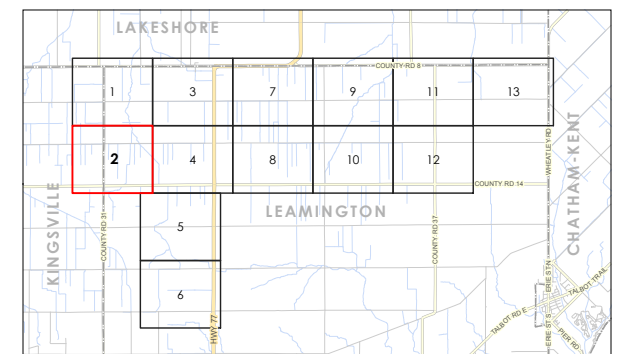 LAKESHORE
COUNTY RD 8
1
3
7
9
11
13
2
4
8
10
12
WHEATLEY RD
CHATHAM-KENT
COUNTY RD 14
KINGSVILLE
COUNTY RD 31
5
LEAMINGTON
COUNTY RD 37
6
HWY 77
ERIE ST N
TALBOT TRAIL
TALBOT RD E
ERIE ST S
PIER RD